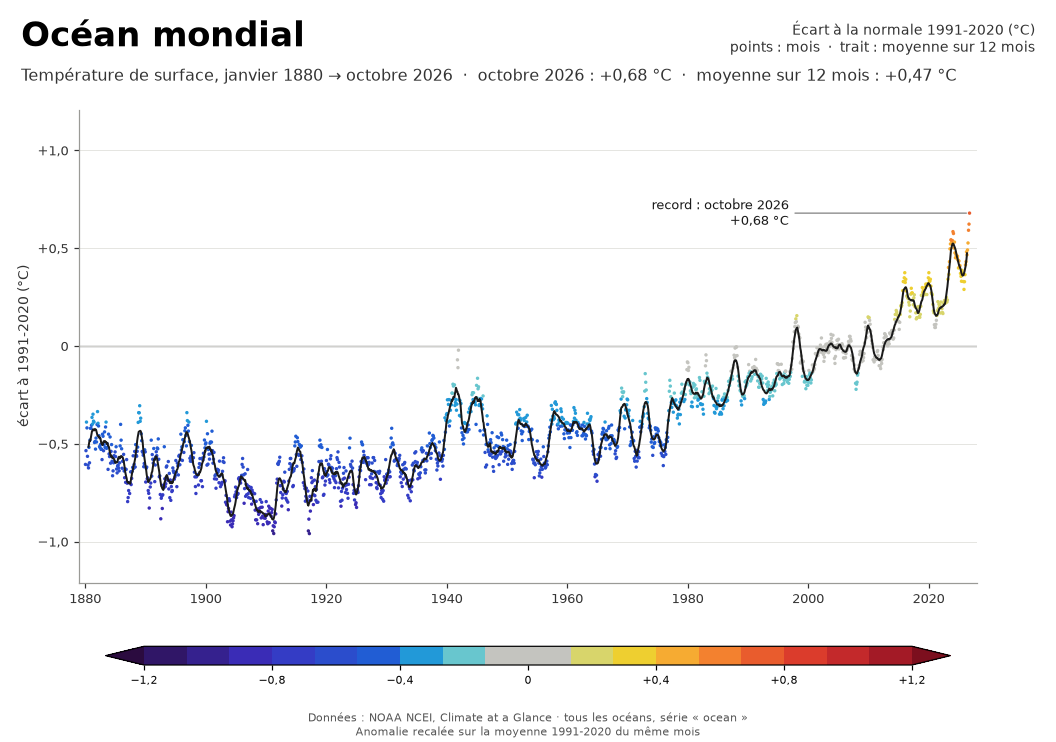 Océan mondial
Écart à la normale 1991-2020 (°C)
points : mois · trait : moyenne sur 12 mois
Température de surface, janvier 1880 → octobre 2026 · octobre 2026 : +0,68 °C · moyenne sur 12 mois : +0,47 °C
écart à 1991-2020 (°C)
+1,0
+0,5
0
−0,5
−1,0
record : octobre 2026
+0,68 °C
1880 1900 1920 1940 1960 1980 2000 2020
−1,2 −0,8 −0,4 0 +0,4 +0,8 +1,2
Données : NOAA NCEI, Climate at a Glance · tous les océans, série « ocean »
Anomalie recalée sur la moyenne 1991-2020 du même mois